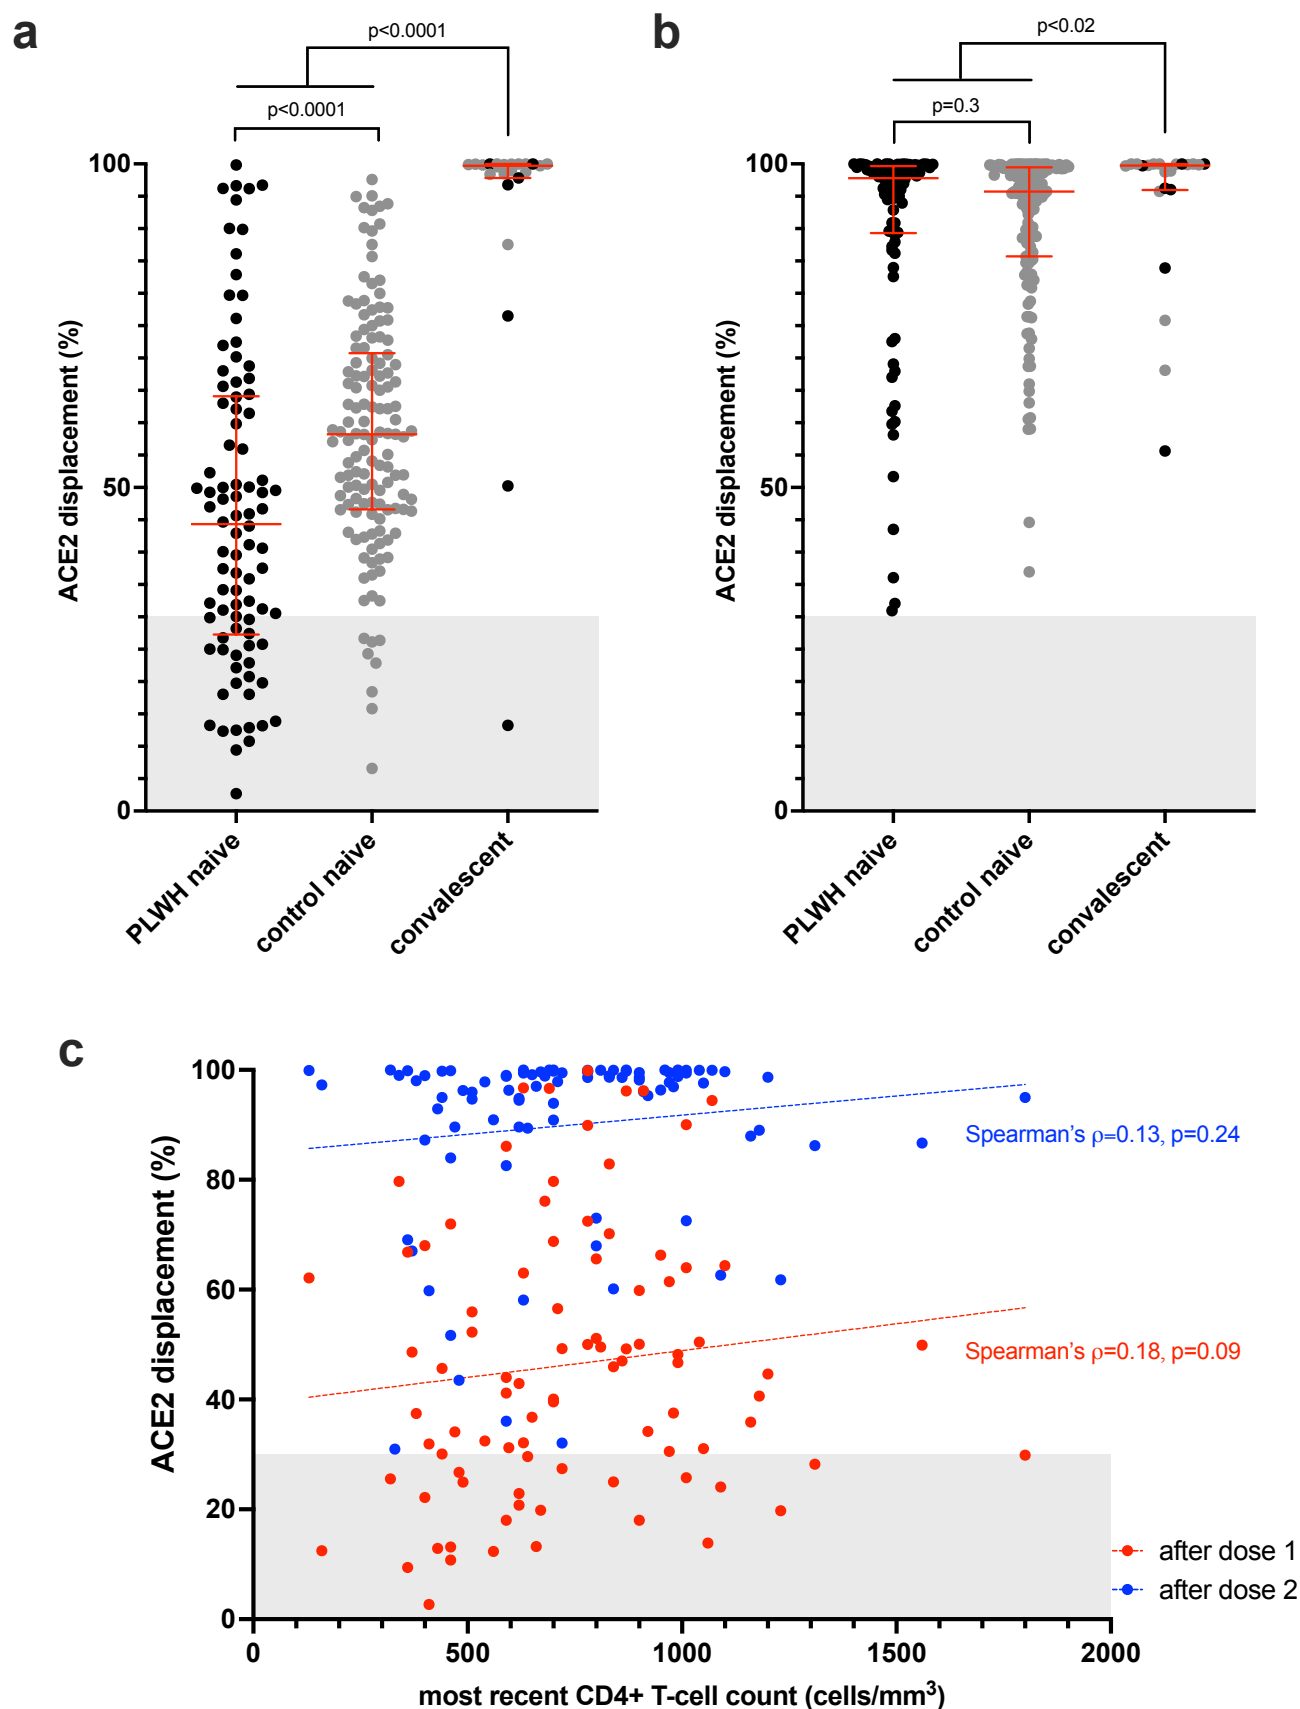 a
p<0.0001
p<0.0001
100
50
0
ACE2 displacement (%)
PLWH naive
control naive
convalescent
b
p<0.02
p=0.3
100
50
0
ACE2 displacement (%)
PLWH naive
control naive
convalescent
c
100
80
60
40
20
0
ACE2 displacement (%)
Spearman's ρ=0.13, p=0.24
Spearman's ρ=0.18, p=0.09
after dose 1
after dose 2
0 500 1000 1500 2000
most recent CD4+ T-cell count (cells/mm³)